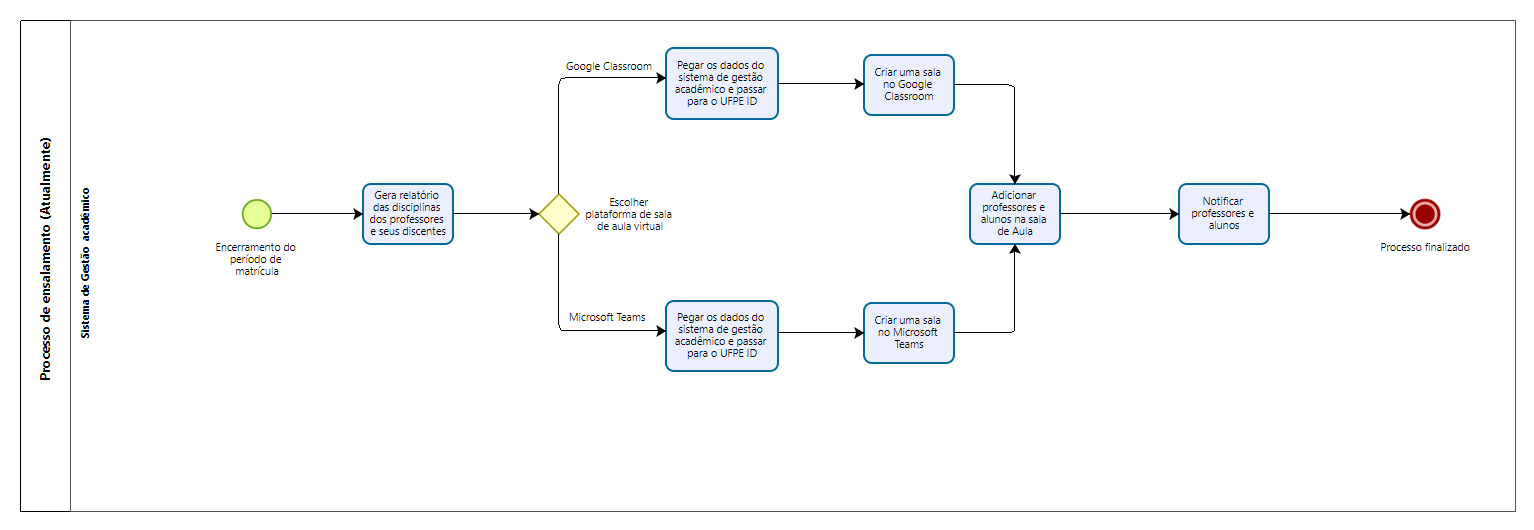 Processo de ensalamento (Atualmente)
Sistema de Gestão acadêmico
Encerramento do
período de
matrícula
Gera relatório
das disciplinas
dos professores
e seus discentes
Escolher
plataforma de sala
de aula virtual
Google Classroom
Pegar os dados do
sistema de gestão
acadêmico e passar
para o UFPE ID
Criar uma sala
no Google
Classroom
Microsoft Teams
Pegar os dados do
sistema de gestão
acadêmico e passar
para o UFPE ID
Criar uma sala
no Microsoft
Teams
Adicionar
professores e
alunos na sala
de Aula
Notificar
professores e
alunos
Processo finalizado